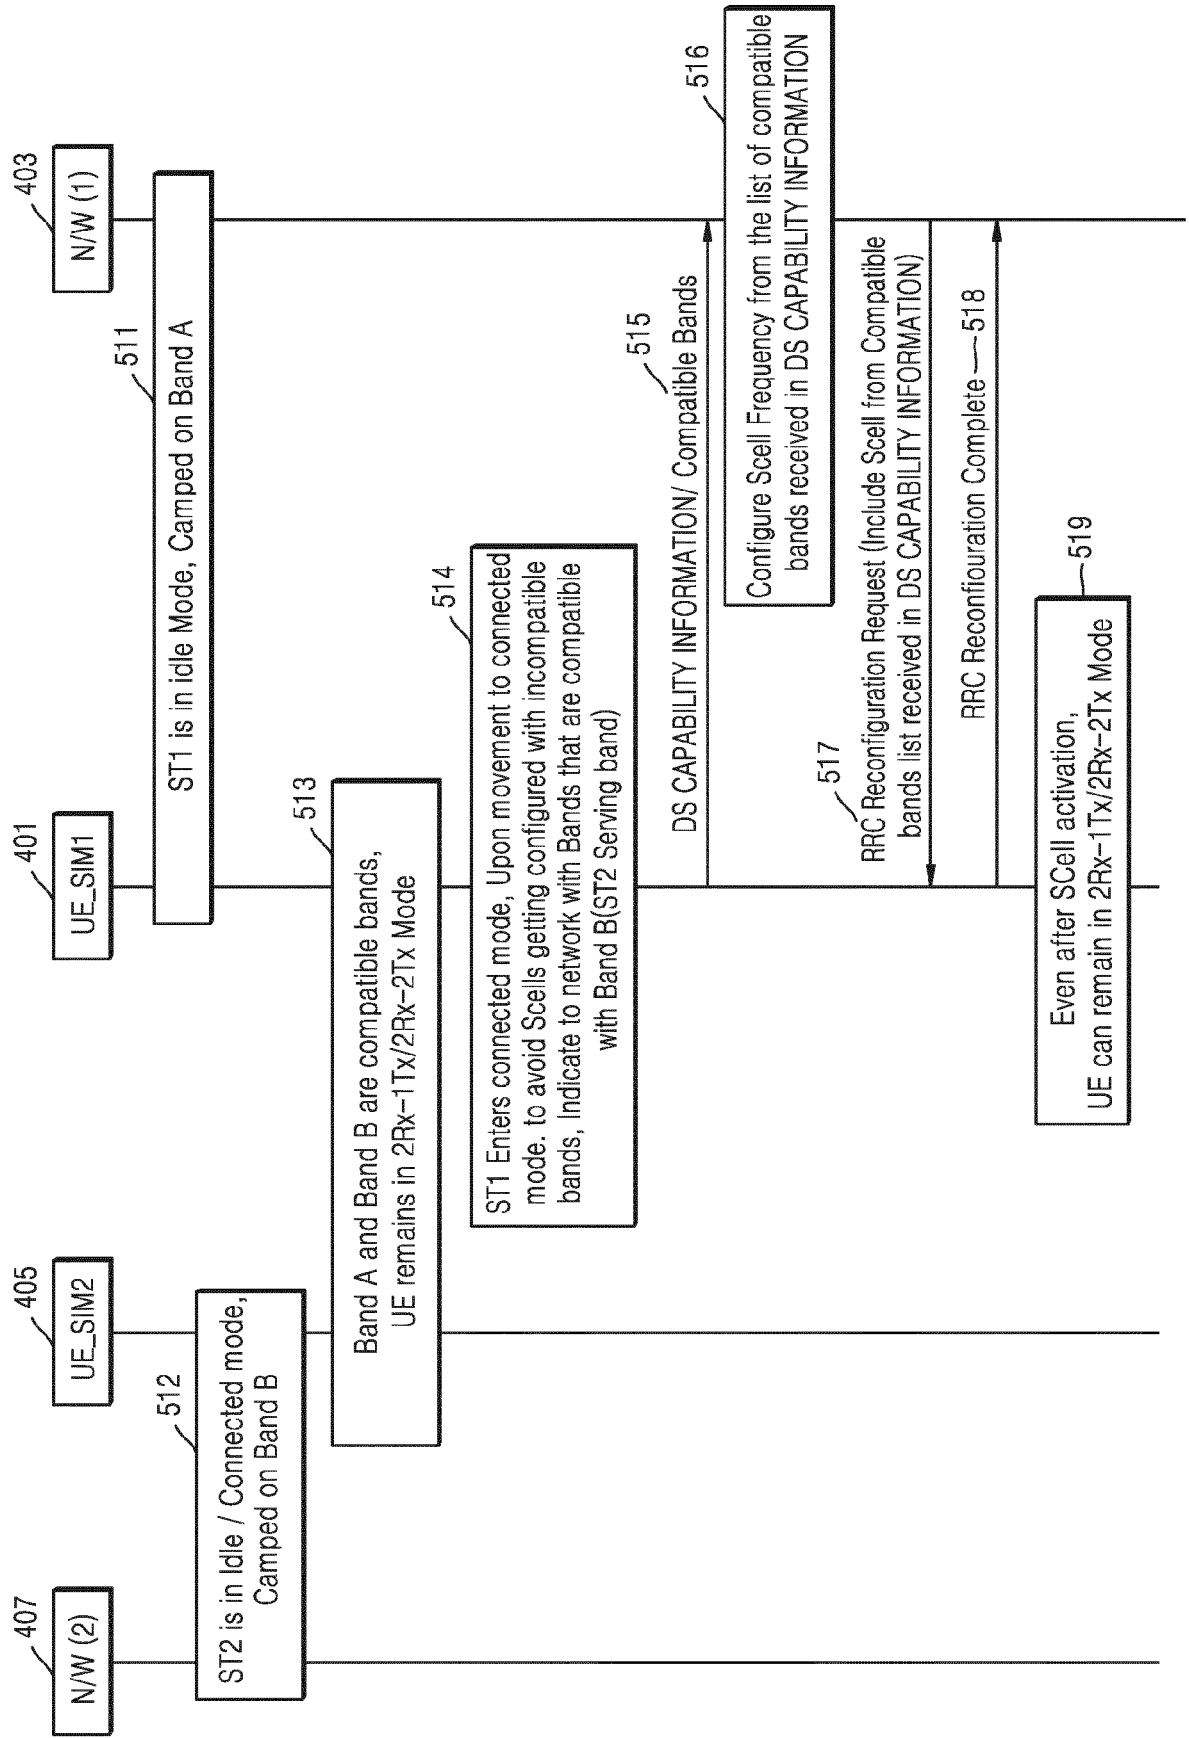 407
N/W (2)
405
UE_SIM2
401
UE_SIM1
403
N/W (1)
511
ST1 is in idle Mode, Camped on Band A
512
ST2 is in Idle / Connected mode,
Camped on Band B
513
Band A and Band B are compatible bands,
UE remains in 2Rx-1Tx/2Rx-2Tx Mode
514
ST1 Enters connected mode, Upon movement to connected
mode. to avoid Scells getting configured with incompatible
bands, Indicate to network with Bands that are compatible
with Band B(ST2 Serving band)
515
DS CAPABILITY INFORMATION/ Compatible Bands
516
Configure Scell Frequency from the list of compatible
bands received in DS CAPABILITY INFORMATION
517
RRC Reconfiguration Request (Include Scell from Compatible
bands list received in DS CAPABILITY INFORMATION)
RRC Reconfiouration Complete 518
519
Even after SCell activation,
UE can remain in 2Rx-1Tx/2Rx-2Tx Mode